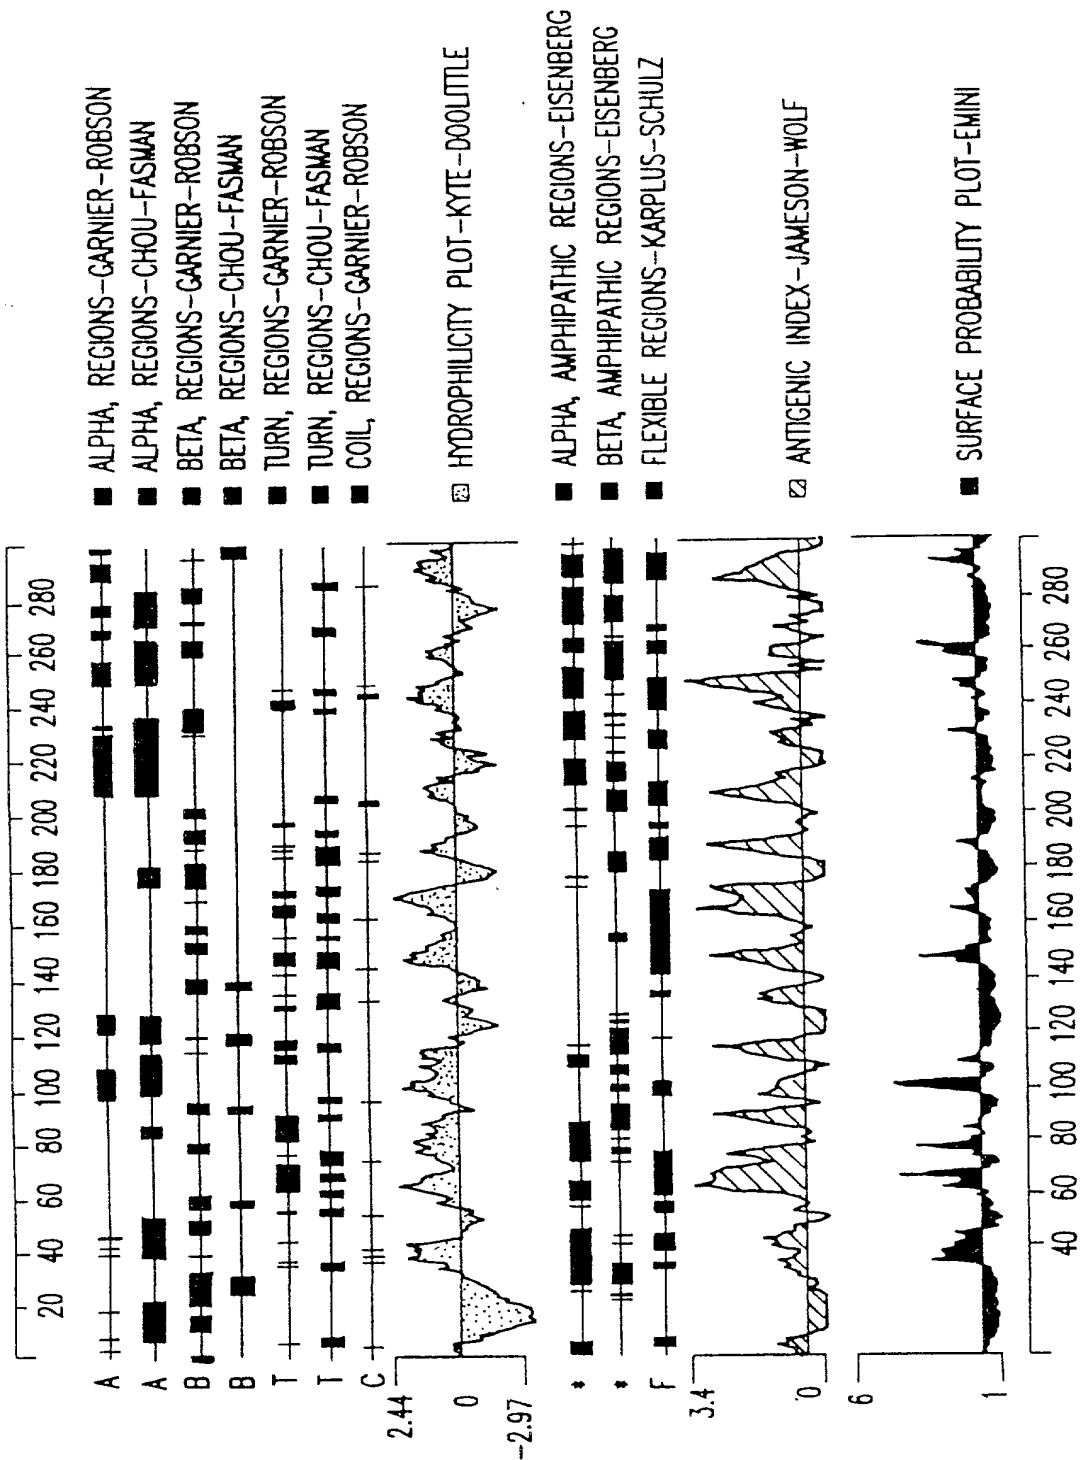 20 40 60 80 100 120 140 160 180 200 220 240 260 280
A ALPHA, REGIONS-GARNIER-ROBSON
A ALPHA, REGIONS-CHOU-FASMAN
B BETA, REGIONS-GARNIER-ROBSON
B BETA, REGIONS-CHOU-FASMAN
T TURN, REGIONS-GARNIER-ROBSON
T TURN, REGIONS-CHOU-FASMAN
C COIL, REGIONS-GARNIER-ROBSON
2.44
0 HYDROPHILICITY PLOT-KYTE-DOOLITTLE
-2.97
* ALPHA, AMPHIPATHIC REGIONS-EISENBERG
* BETA, AMPHIPATHIC REGIONS-EISENBERG
F FLEXIBLE REGIONS-KARPLUS-SCHULZ
3.4
ANTIGENIC INDEX-JAMESON-WOLF
0
6
SURFACE PROBABILITY PLOT-EMINI
1
40 60 80 100 120 140 160 180 200 220 240 260 280